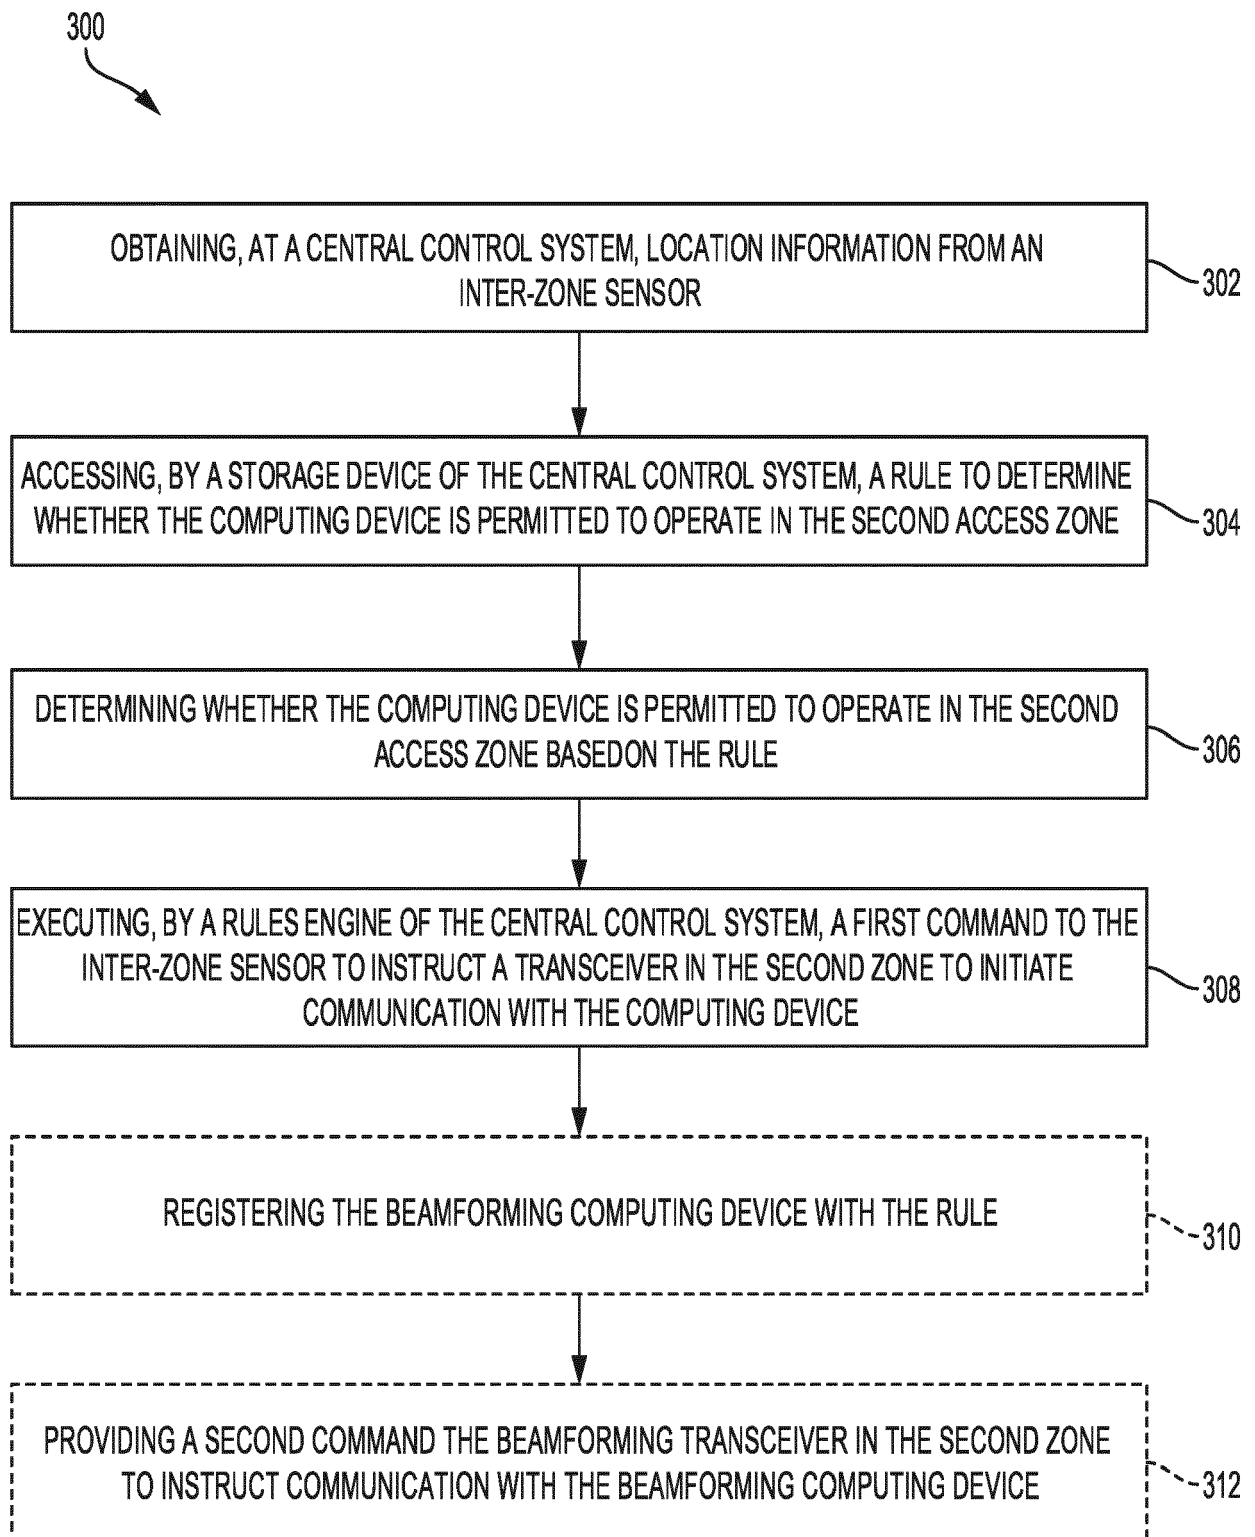 300
OBTAINING, AT A CENTRAL CONTROL SYSTEM, LOCATION INFORMATION FROM AN
INTER-ZONE SENSOR
302
ACCESSING, BY A STORAGE DEVICE OF THE CENTRAL CONTROL SYSTEM, A RULE TO DETERMINE
WHETHER THE COMPUTING DEVICE IS PERMITTED TO OPERATE IN THE SECOND ACCESS ZONE
304
DETERMINING WHETHER THE COMPUTING DEVICE IS PERMITTED TO OPERATE IN THE SECOND
ACCESS ZONE BASEDON THE RULE
306
EXECUTING, BY A RULES ENGINE OF THE CENTRAL CONTROL SYSTEM, A FIRST COMMAND TO THE
INTER-ZONE SENSOR TO INSTRUCT A TRANSCEIVER IN THE SECOND ZONE TO INITIATE
COMMUNICATION WITH THE COMPUTING DEVICE
308
REGISTERING THE BEAMFORMING COMPUTING DEVICE WITH THE RULE
310
PROVIDING A SECOND COMMAND THE BEAMFORMING TRANSCEIVER IN THE SECOND ZONE
TO INSTRUCT COMMUNICATION WITH THE BEAMFORMING COMPUTING DEVICE
312